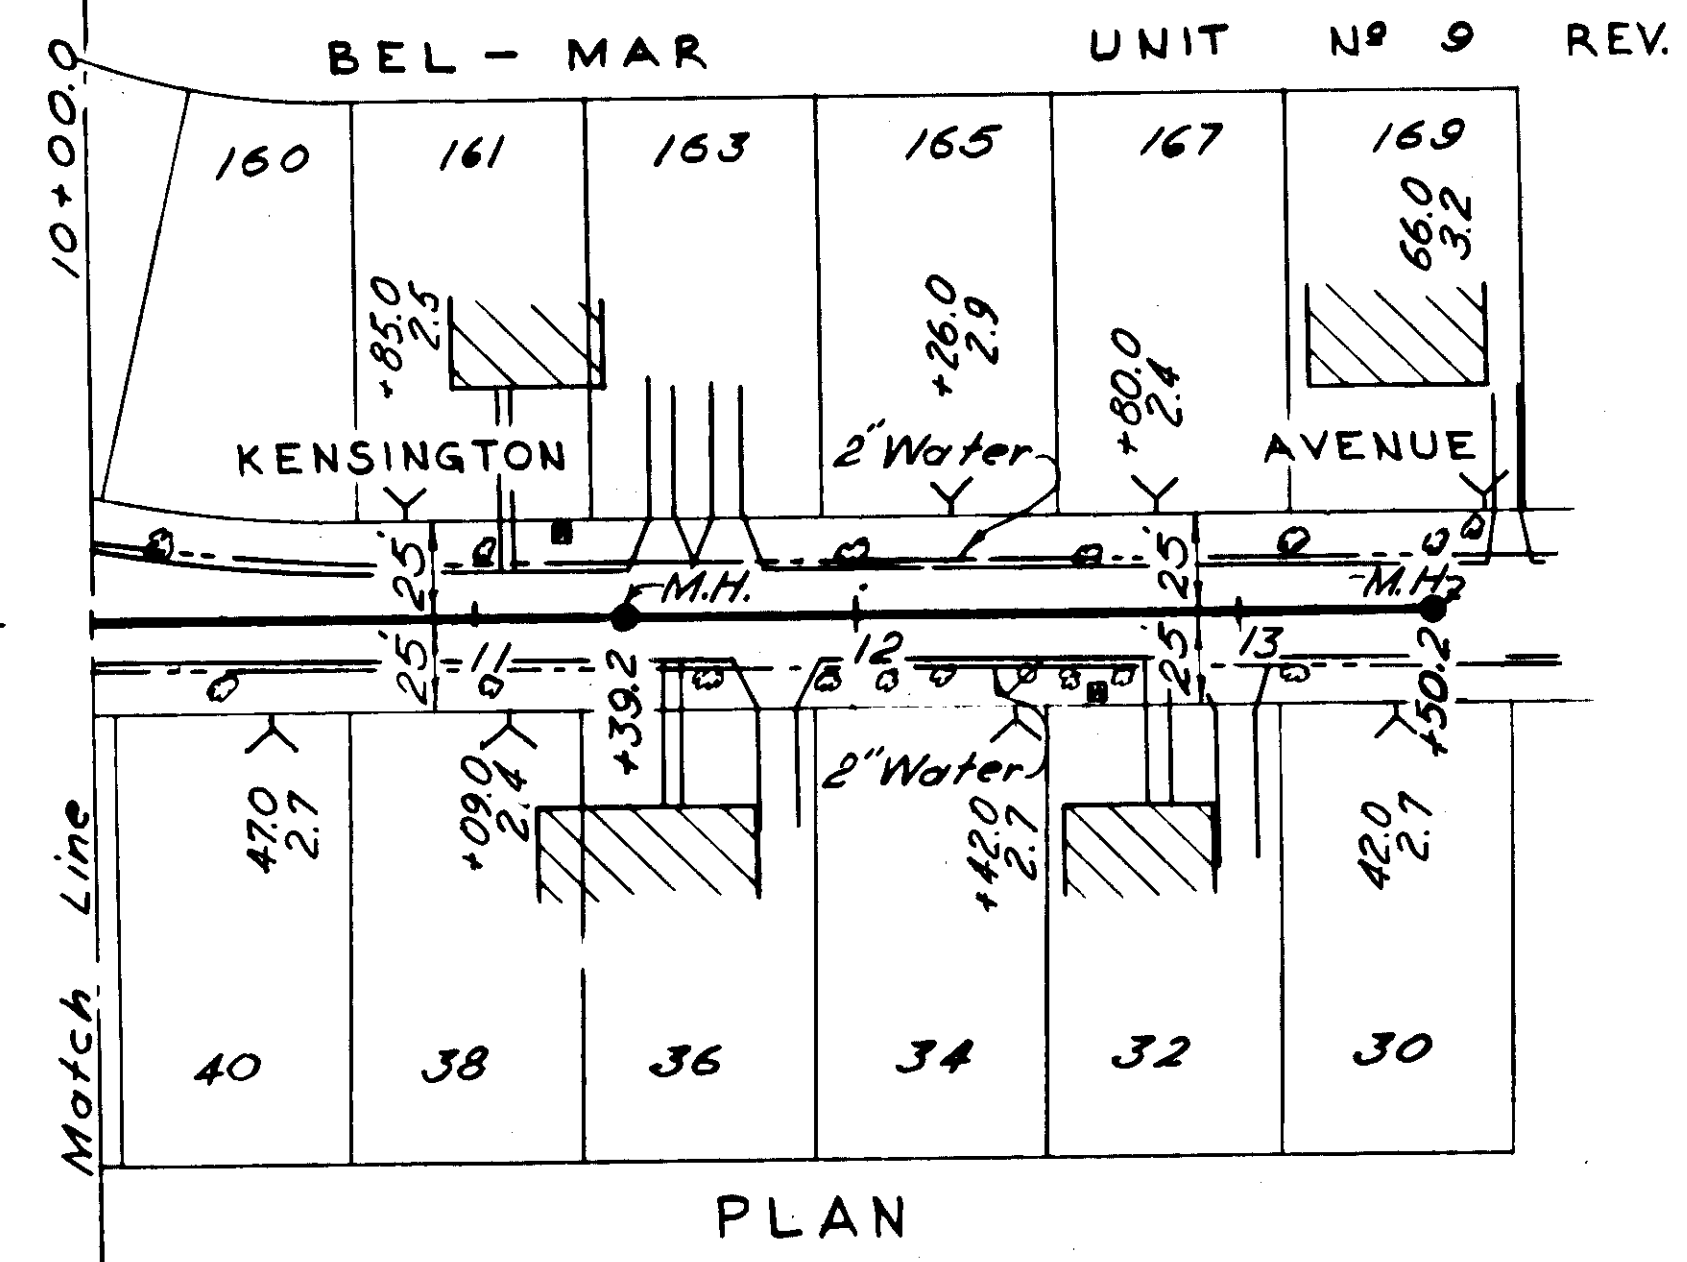 BEL - MAR UNIT Nº 9 REV.
10+00.0
160 161 163 165 167 169
+85.0
2.5
+26.0
2.9
+80.0
2.4
66.0
3.2
KENSINGTON AVENUE
2" Water
25' 25'
M.H. M.H.
25' 25'
11 12 13
+39.2
+50.2
2" Water
47.0
2.7
+09.0
2.4
+42.0
2.7
42.0
2.7
Match Line
40 38 36 34 32 30
PLAN